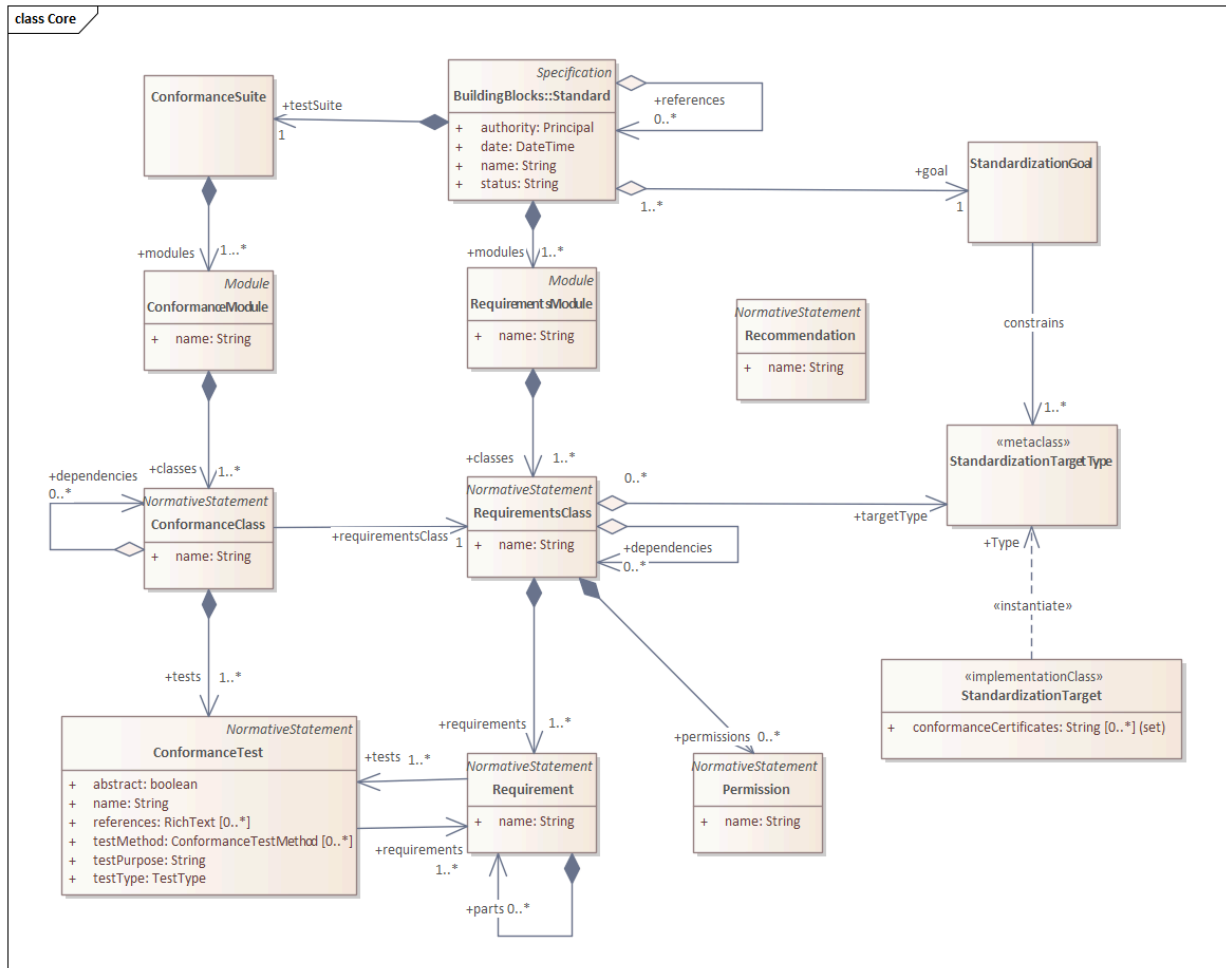 class Core
ConformanceSuite
+testSuite
1
Specification
BuildingBlocks::Standard
+ authority: Principal
+ date: DateTime
+ name: String
+ status: String
+references
0..*
1..*
+goal
1
StandardizationGoal
+modules
1...*
+modules
1..*
Module
ConformanceModule
+ name: String
Module
RequirementsModule
+ name: String
NormativeStatement
Recommendation
+ name: String
constrains
1..*
«metaclass»
StandardizationTargetType
+classes
1..*
+classes
1..*
+dependencies
0..*
NormativeStatement
ConformanceClass
+ name: String
+requirementsClass
1
NormativeStatement
RequirementsClass
+ name: String
0..*
+targetType
+dependencies
0..*
+Type
«instantiate»
«implementationClass»
StandardizationTarget
+ conformanceCertificates: String [0..*] (set)
+tests
1..*
+requirements
1..*
+permissions
0..*
NormativeStatement
ConformanceTest
+ abstract: boolean
+ name: String
+ references: RichText [0..*]
+ testMethod: ConformanceTestMethod [0..*]
+ testPurpose: String
+ testType: TestType
+tests
1..*
+requirements
1..*
NormativeStatement
Requirement
+ name: String
+parts 0..*
NormativeStatement
Permission
+ name: String